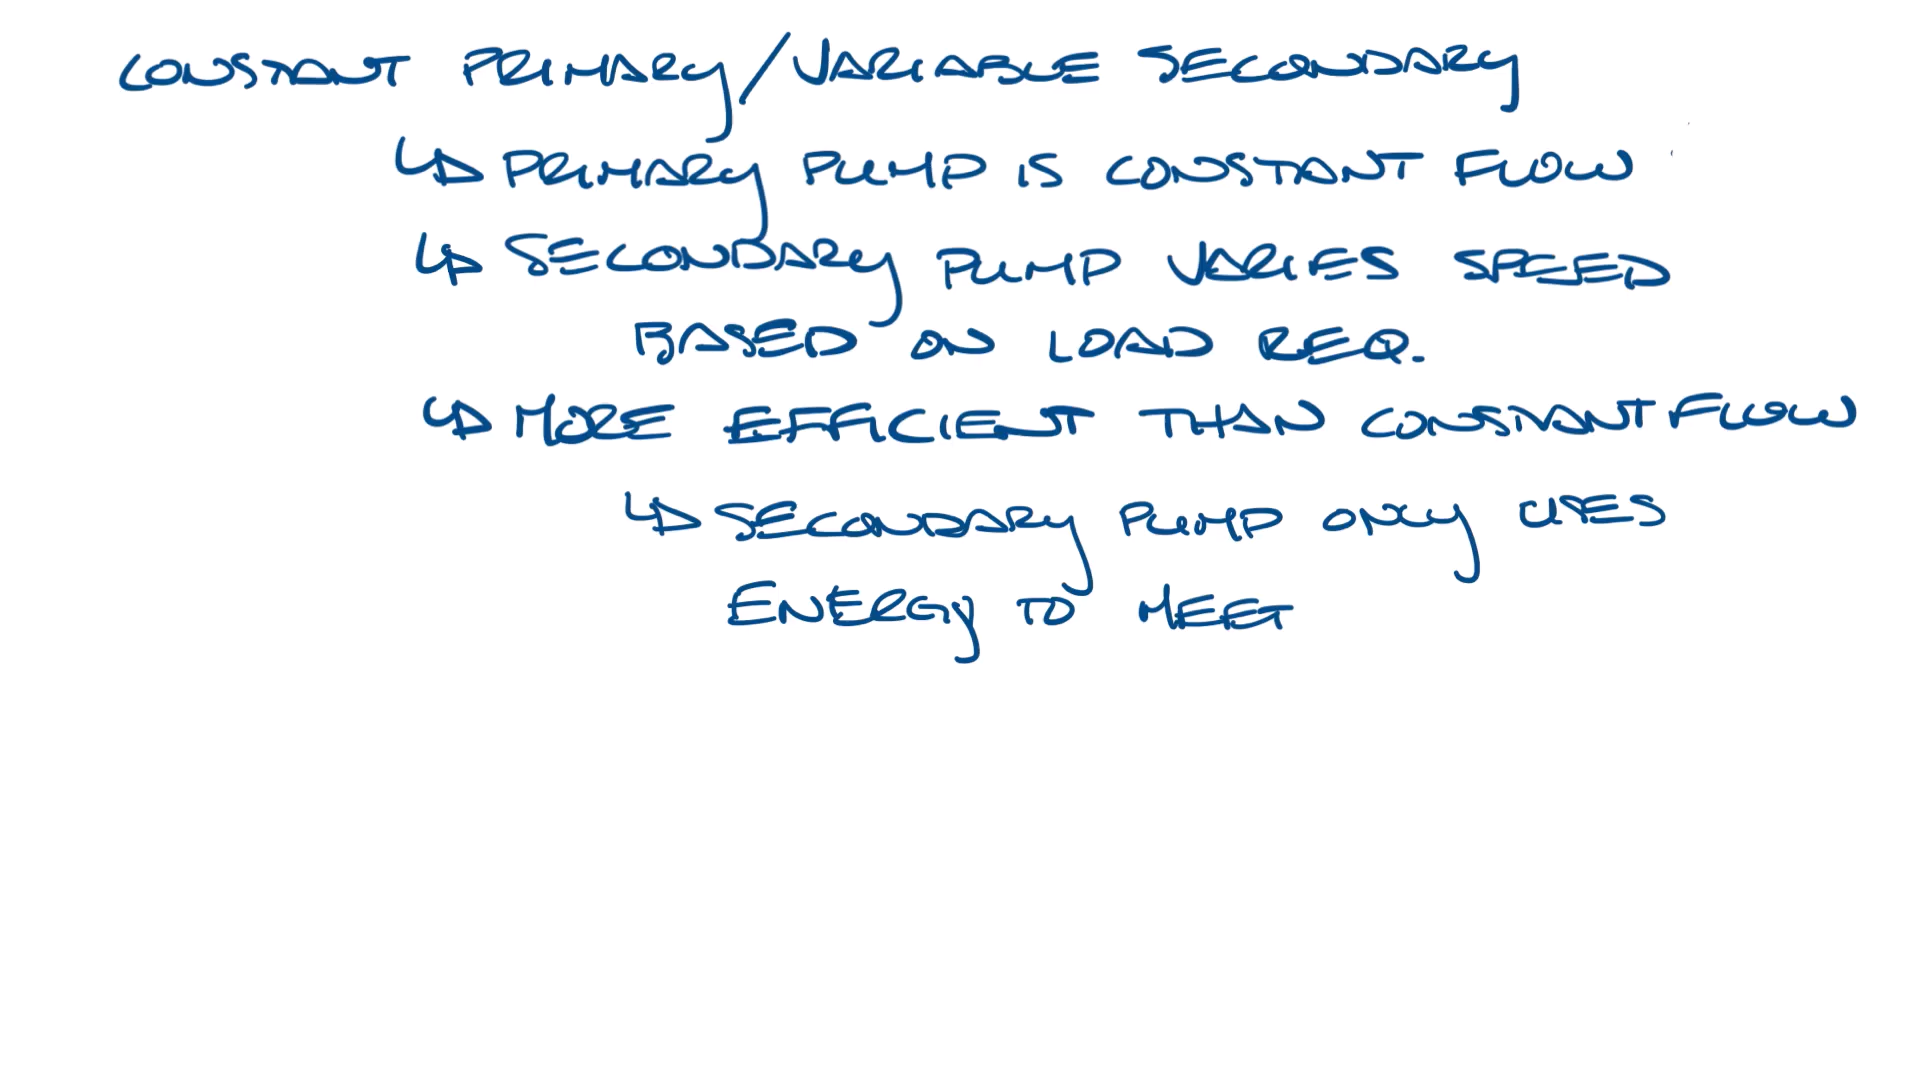 CONSTANT PRIMARY/VARIABLE SECONDARY
↳ PRIMARY PUMP IS CONSTANT FLOW
↳ SECONDARY PUMP VARIES SPEED
BASED ON LOAD REQ.
↳ MORE EFFICIENT THAN CONSTANT FLOW
↳ SECONDARY PUMP ONLY USES
ENERGY TO MEET